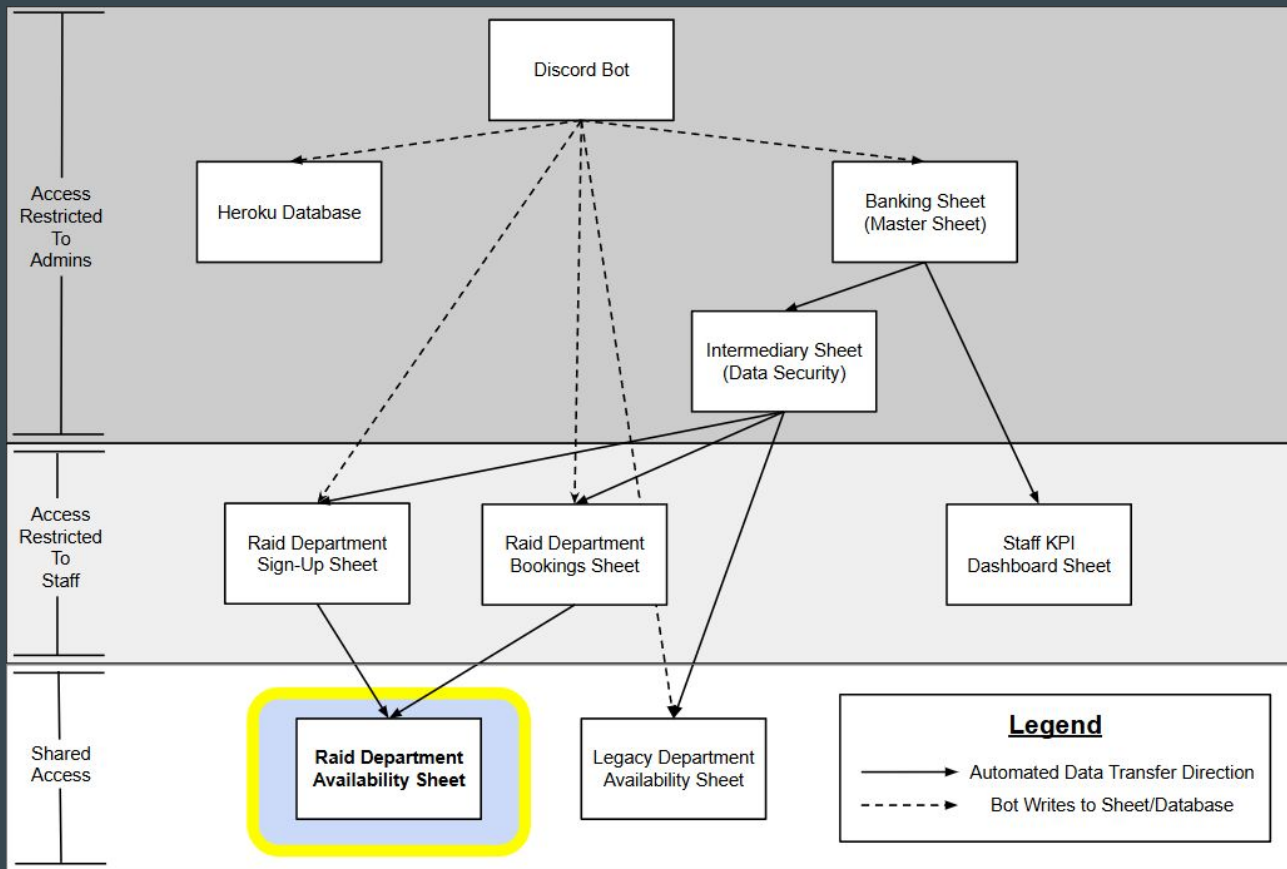 Discord Bot
Access
Restricted
To
Admins
Heroku Database
Banking Sheet
(Master Sheet)
Intermediary Sheet
(Data Security)
Access
Restricted
To
Staff
Raid Department
Sign-Up Sheet
Raid Department
Bookings Sheet
Staff KPI
Dashboard Sheet
Shared
Access
Raid Department
Availability Sheet
Legacy Department
Availability Sheet
Legend
Automated Data Transfer Direction
Bot Writes to Sheet/Database